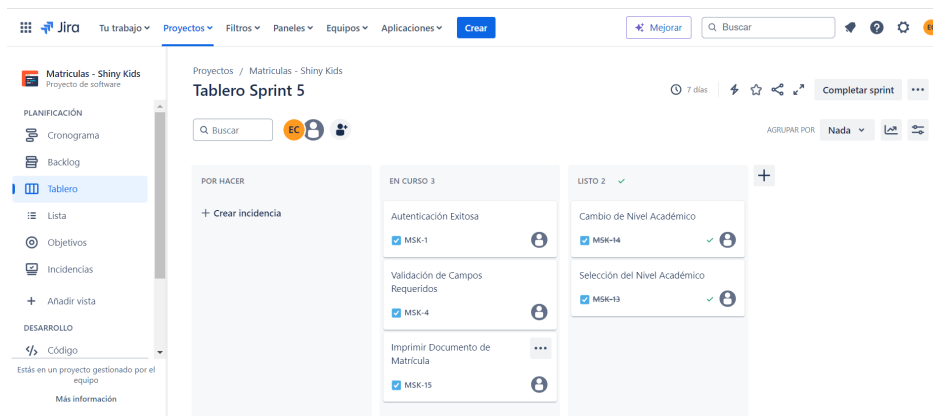 Jira Tu trabajo Proyectos Filtros Paneles Equipos Aplicaciones Crear Mejorar Buscar
Matriculas - Shiny Kids
Proyecto de software
PLANIFICACIÓN
Cronograma
Backlog
Tablero
Lista
Objetivos
Incidencias
+ Añadir vista
DESARROLLO
Código
Estás en un proyecto gestionado por el
equipo
Más información
Proyectos / Matriculas - Shiny Kids
Tablero Sprint 5
7 días
Completar sprint
Buscar
EC
AGRUPAR POR Nada
POR HACER
+ Crear incidencia
EN CURSO 3
Autenticación Exitosa
MSK-1
Validación de Campos
Requeridos
MSK-4
Imprimir Documento de
Matrícula
MSK-15
LISTO 2
Cambio de Nivel Académico
MSK-14
Selección del Nivel Académico
MSK-13